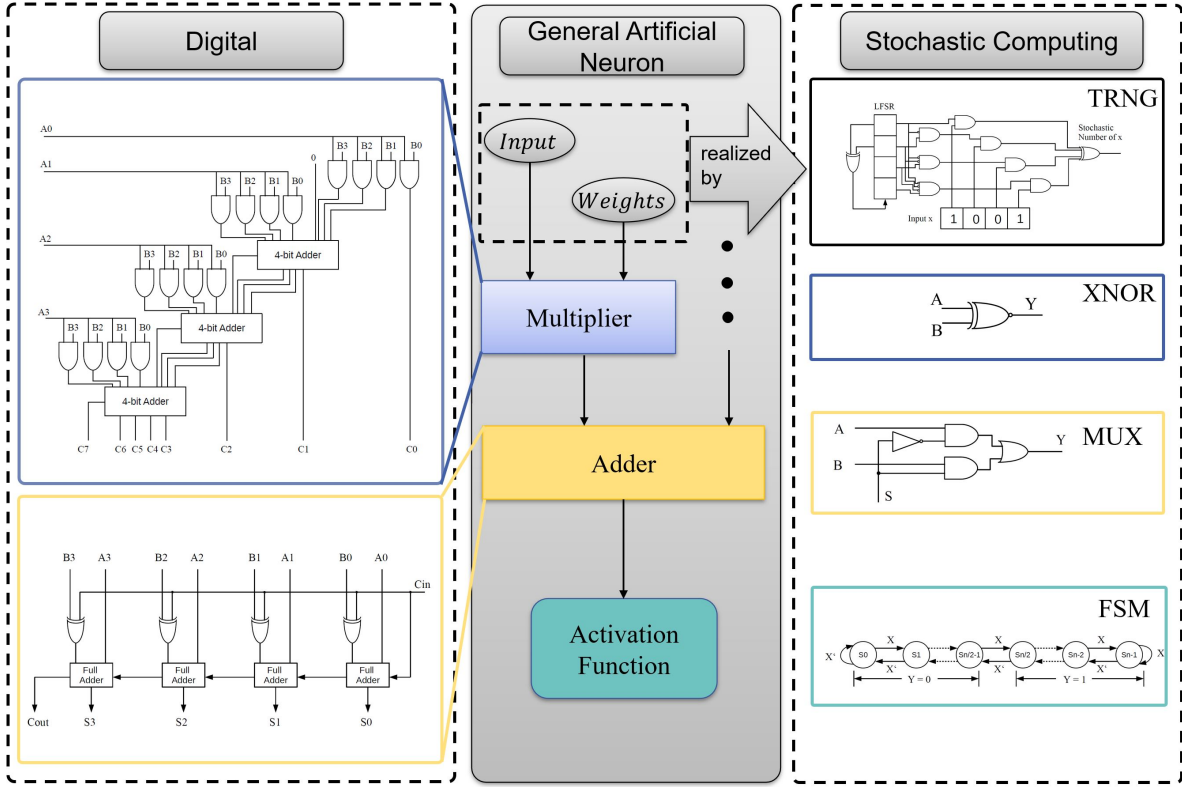 Digital
A0
B3 B2 B1 B0
0
A1
B3 B2 B1 B0
4-bit Adder
A2
B3 B2 B1 B0
4-bit Adder
A3
B3 B2 B1 B0
4-bit Adder
C7 C6 C5 C4 C3 C2 C1 C0
B3 A3 B2 A2 B1 A1 B0 A0
Cin
Full
Adder
Full
Adder
Full
Adder
Full
Adder
Cout S3 S2 S1 S0
General Artificial
Neuron
Input
Weights
realized
by
Multiplier
Adder
Activation
Function
Stochastic Computing
TRNG
LFSR
Stochastic
Number of x
Input x 1 0 0 1
XNOR
A
B
Y
MUX
A
B
S
Y
FSM
X X X X
X' S0 S1 Sn/2-1 Sn/2 Sn-2 Sn-1
X' X' X'
Y = 0 Y = 1